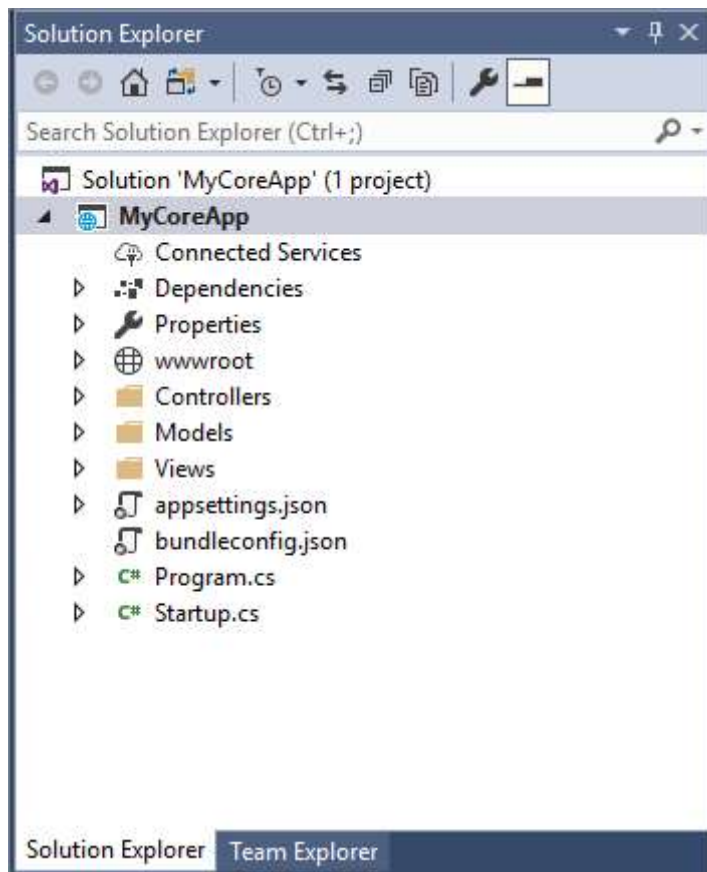 Solution Explorer
Search Solution Explorer (Ctrl+;)
Solution 'MyCoreApp' (1 project)
MyCoreApp
Connected Services
Dependencies
Properties
wwwroot
Controllers
Models
Views
appsettings.json
bundleconfig.json
C# Program.cs
C# Startup.cs
Solution Explorer Team Explorer